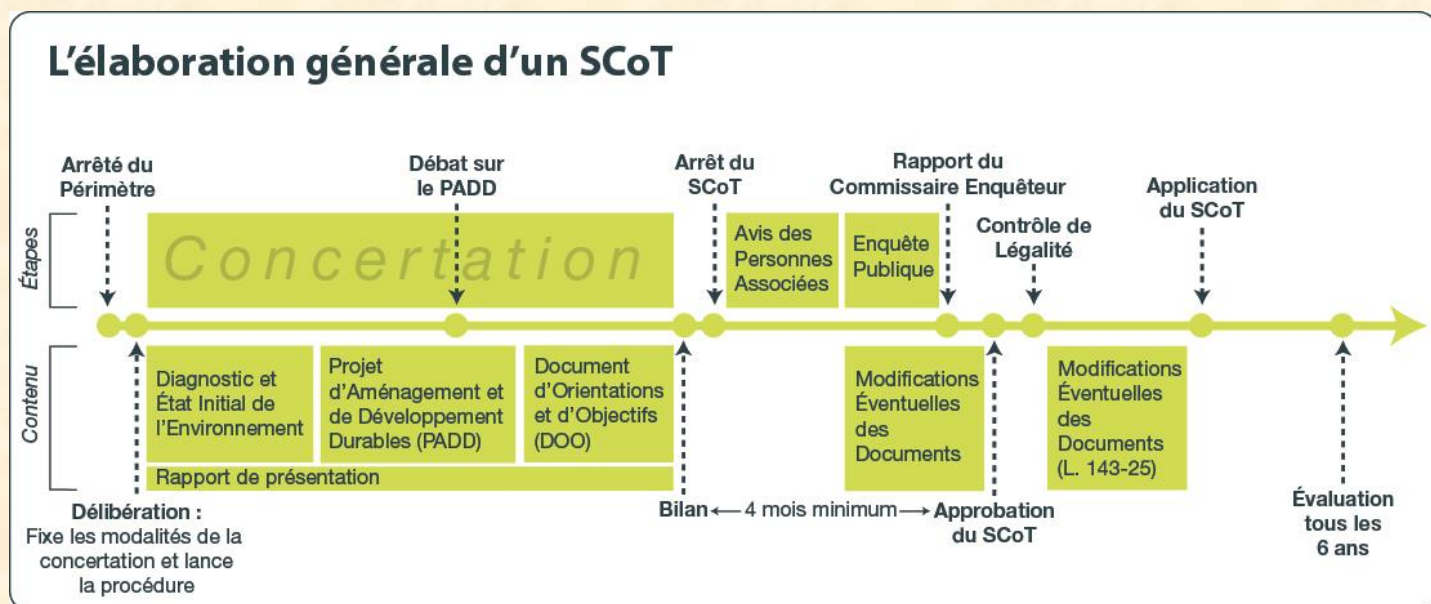 L'élaboration générale d'un SCoT
Arrêté du
Périmètre
Débat sur
le PADD
Arrêt du
SCoT
Rapport du
Commissaire Enquêteur
Contrôle de
Légalité
Application
du SCoT
Étapes
Concertation
Avis des
Personnes
Associées
Enquête
Publique
Contenu
Diagnostic et
État Initial de
l'Environnement
Projet
d'Aménagement et
de Développement
Durables (PADD)
Document
d'Orientations
et d'Objectifs
(DOO)
Rapport de présentation
Modifications
Éventuelles
des
Documents
Modifications
Éventuelles
des
Documents
(L. 143-25)
Délibération :
Fixe les modalités de la
concertation et lance
la procédure
Bilan
4 mois minimum
Approbation
du SCoT
Évaluation
tous les
6 ans